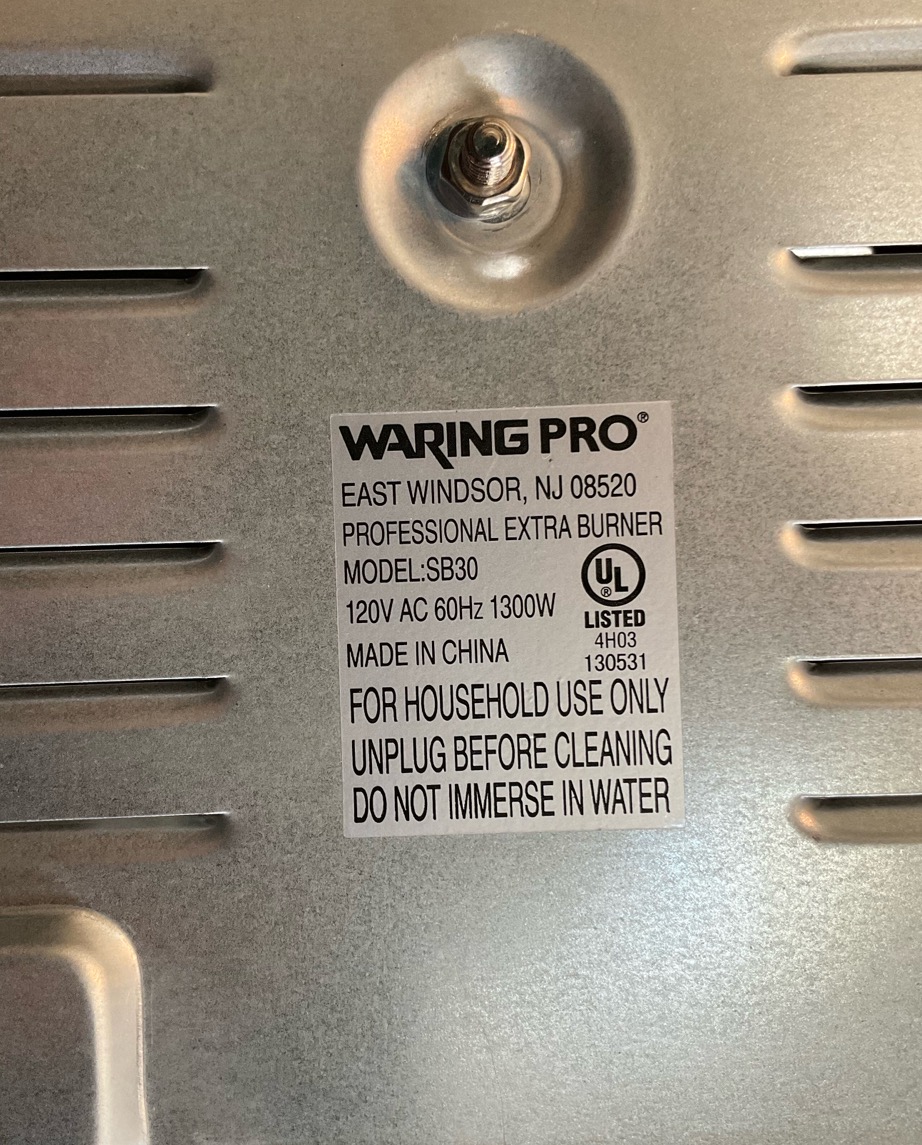 WARING PRO®
EAST WINDSOR, NJ 08520
PROFESSIONAL EXTRA BURNER
MODEL:SB30
120V AC 60Hz 1300W
MADE IN CHINA
UL®
LISTED
4H03
130531
FOR HOUSEHOLD USE ONLY
UNPLUG BEFORE CLEANING
DO NOT IMMERSE IN WATER